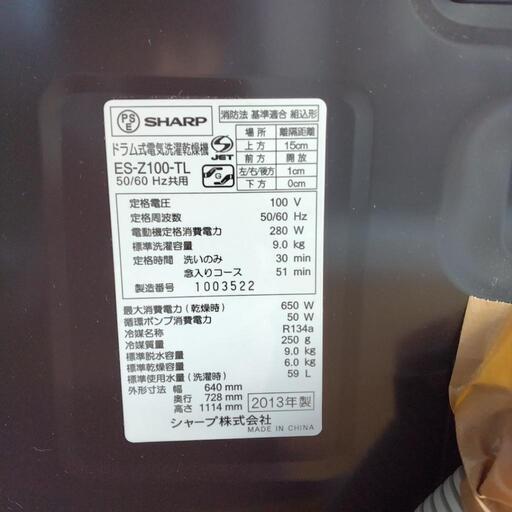 PS
E
SHARP
ドラム式電気洗濯乾燥機
ES-Z100-TL
50/60 Hz共用
S
JET
G
消防法 基準適合 組込形
場所 離隔距離
上方 15cm
前方 開放
左/右/後方 1cm
下方 0cm
定格電圧 100 V
定格周波数 50/60 Hz
電動機定格消費電力 280 W
標準洗濯容量 9.0 kg
定格時間 洗いのみ 30 min
念入りコース 51 min
製造番号 1003522
最大消費電力(乾燥時) 650 W
循環ポンプ消費電力 50 W
冷媒名称 R134a
冷媒質量 250 g
標準脱水容量 9.0 kg
標準乾燥容量 6.0 kg
標準使用水量(洗濯時) 59 L
外形寸法 幅 640 mm
奥行 728 mm
高さ 1114 mm
2013年製
シャープ株式会社
MADE IN CHINA